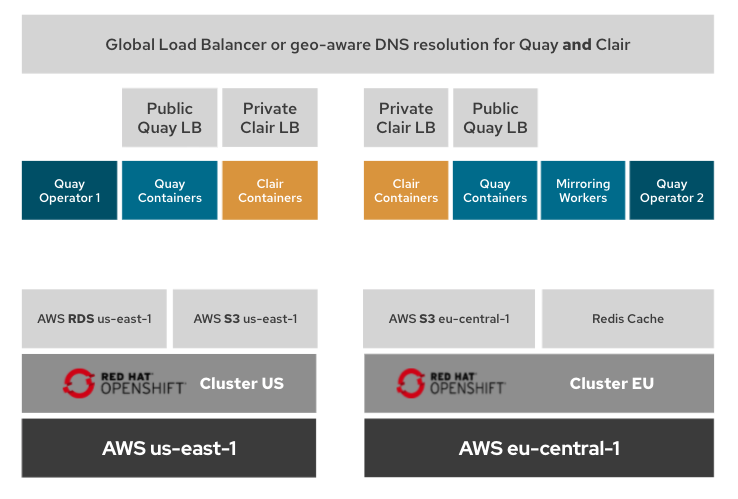 Global Load Balancer or geo-aware DNS resolution for Quay and Clair
Public
Quay LB
Private
Clair LB
Private
Clair LB
Public
Quay LB
Quay
Operator 1
Quay
Containers
Clair
Containers
Clair
Containers
Quay
Containers
Mirroring
Workers
Quay
Operator 2
AWS RDS us-east-1
AWS S3 us-east-1
AWS S3 eu-central-1
Redis Cache
RED HAT
OPENSHIFT
Cluster US
RED HAT
OPENSHIFT
Cluster EU
AWS us-east-1
AWS eu-central-1